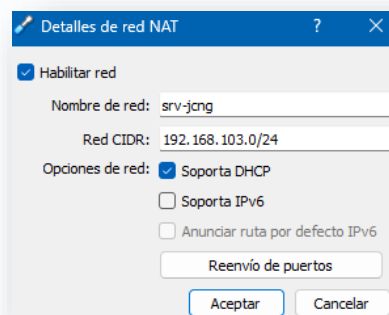 Detalles de red NAT ?
Habilitar red
Nombre de red: srv-jcng
Red CIDR: 192.168.103.0/24
Opciones de red: Soporta DHCP
Soporta IPv6
Anunciar ruta por defecto IPv6
Reenvío de puertos
Aceptar Cancelar